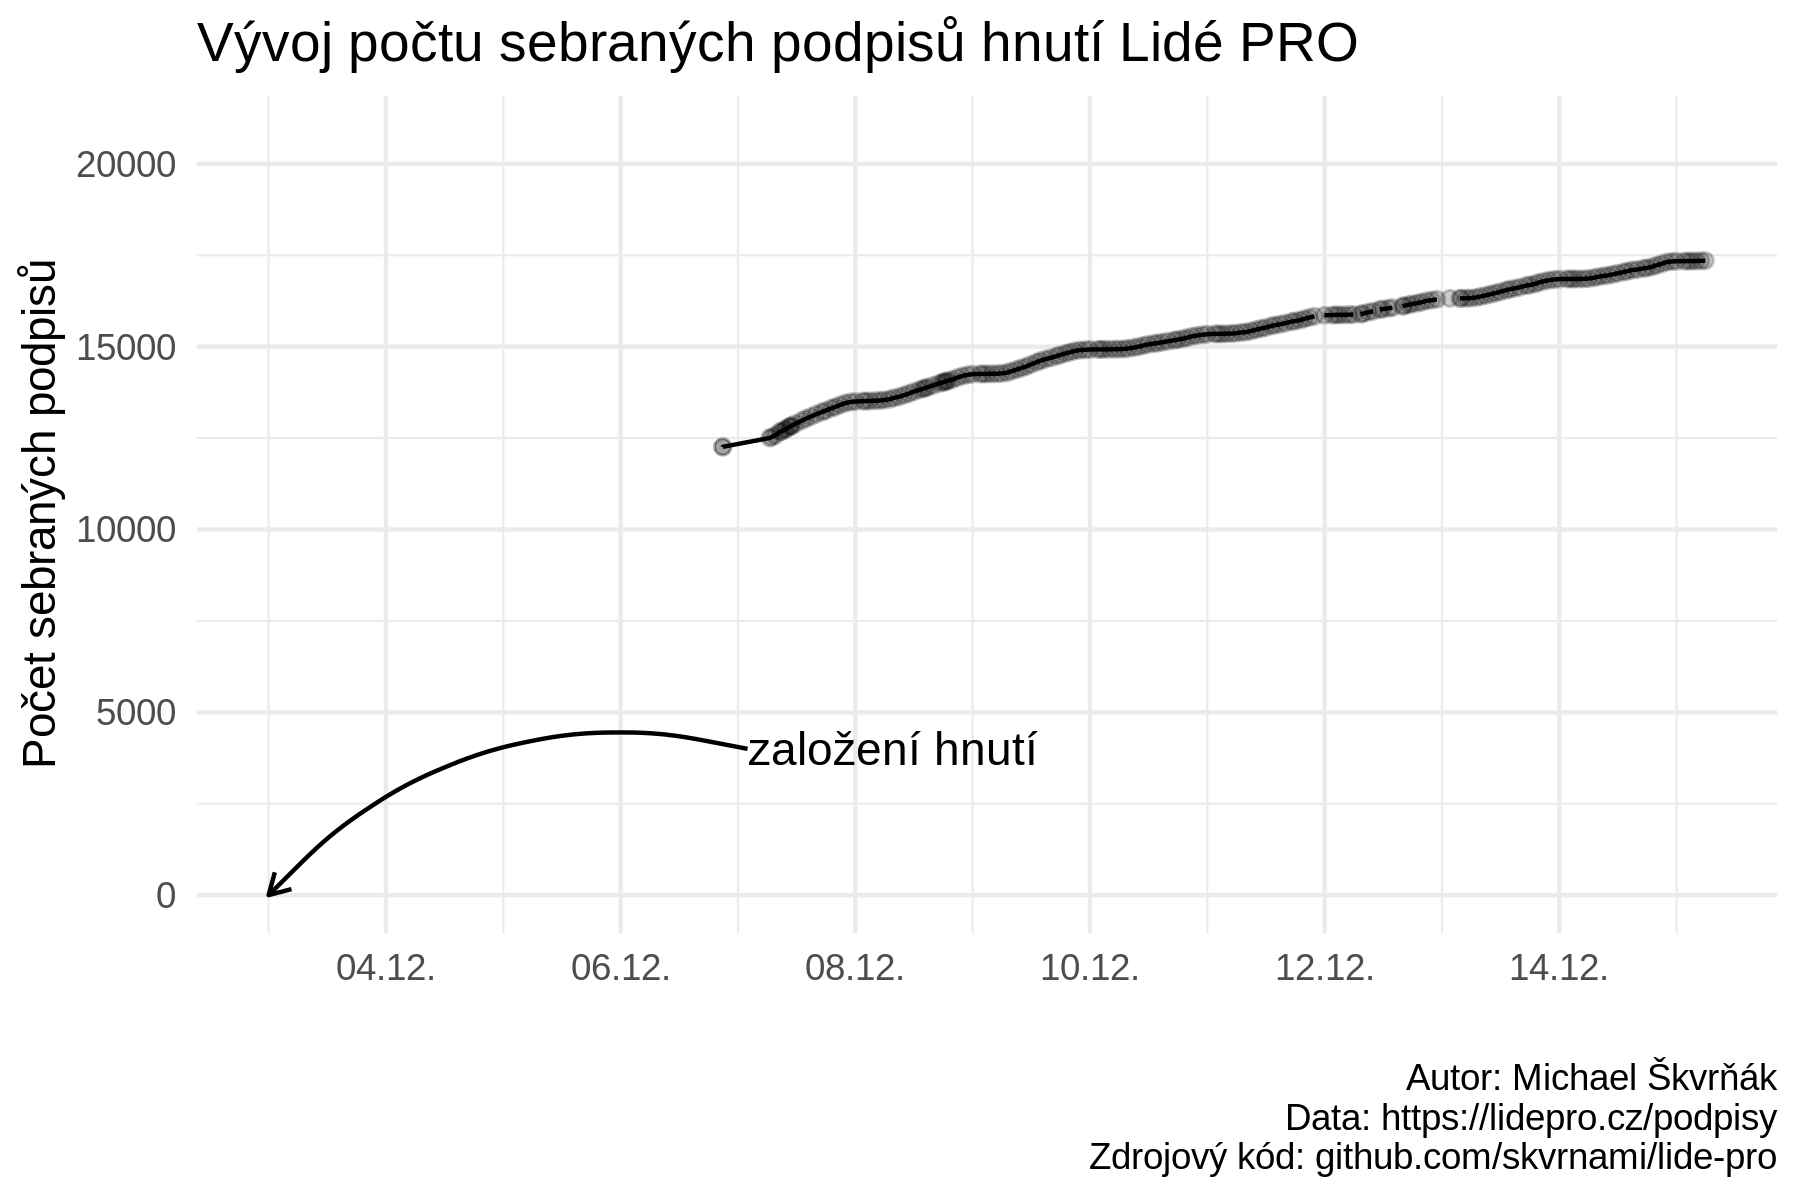 Vývoj počtu sebraných podpisů hnutí Lidé PRO
Počet sebraných podpisů
20000
15000
10000
5000
0
založení hnutí
04.12.
06.12.
08.12.
10.12.
12.12.
14.12.
Autor: Michael Škvrňák
Data: https://lidepro.cz/podpisy
Zdrojový kód: github.com/skvrnami/lide-pro